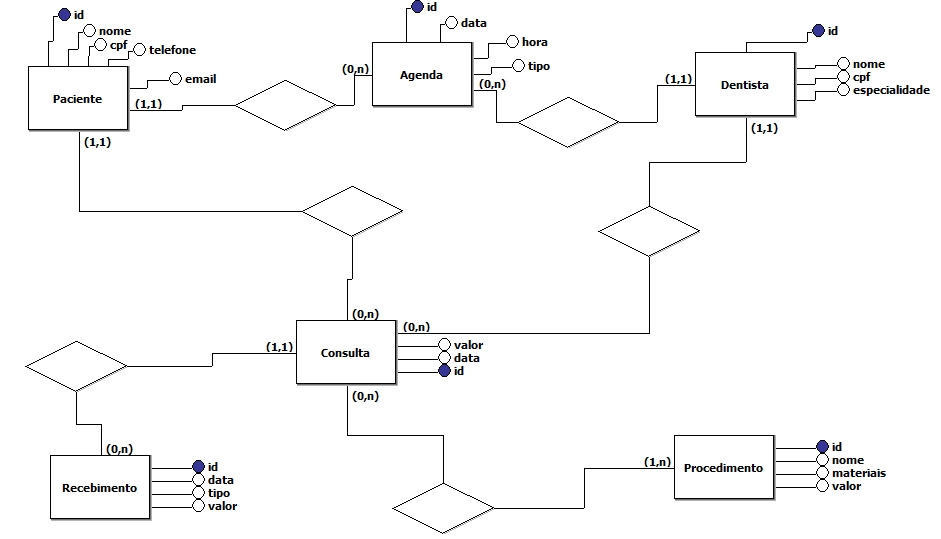 id
nome
cpf
telefone
email
Paciente
(1,1)
(1,1)
id
data
hora
tipo
Agenda
(0,n)
(0,n)
id
nome
cpf
especialidade
Dentista
(1,1)
(1,1)
(0,n)
(0,n)
(1,1)
Consulta
valor
data
id
(0,n)
(0,n)
Recebimento
id
data
tipo
valor
(1,n)
Procedimento
id
nome
materiais
valor